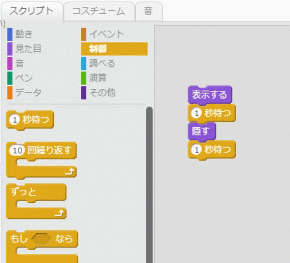 スクリプト
コスチューム
音
動き
イベント
見た目
制御
音
調べる
ペン
演算
データ
その他
1 秒待つ
10 回繰り返す
ずっと
もし なら
表示する
1 秒待つ
隠す
1 秒待つ